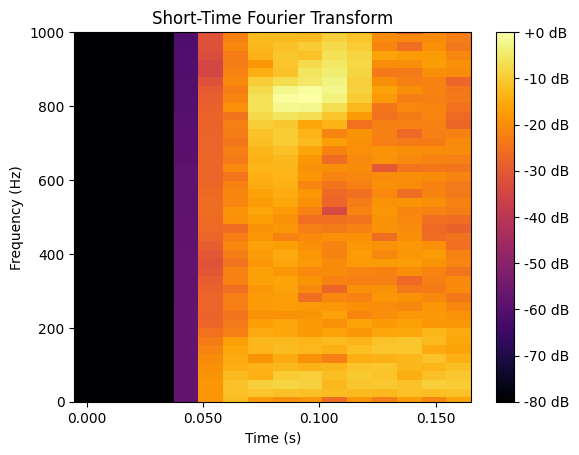 Short-Time Fourier Transform
1000
800
600
400
200
0
Frequency (Hz)
0.000
0.050
0.100
0.150
Time (s)
+0 dB
-10 dB
-20 dB
-30 dB
-40 dB
-50 dB
-60 dB
-70 dB
-80 dB